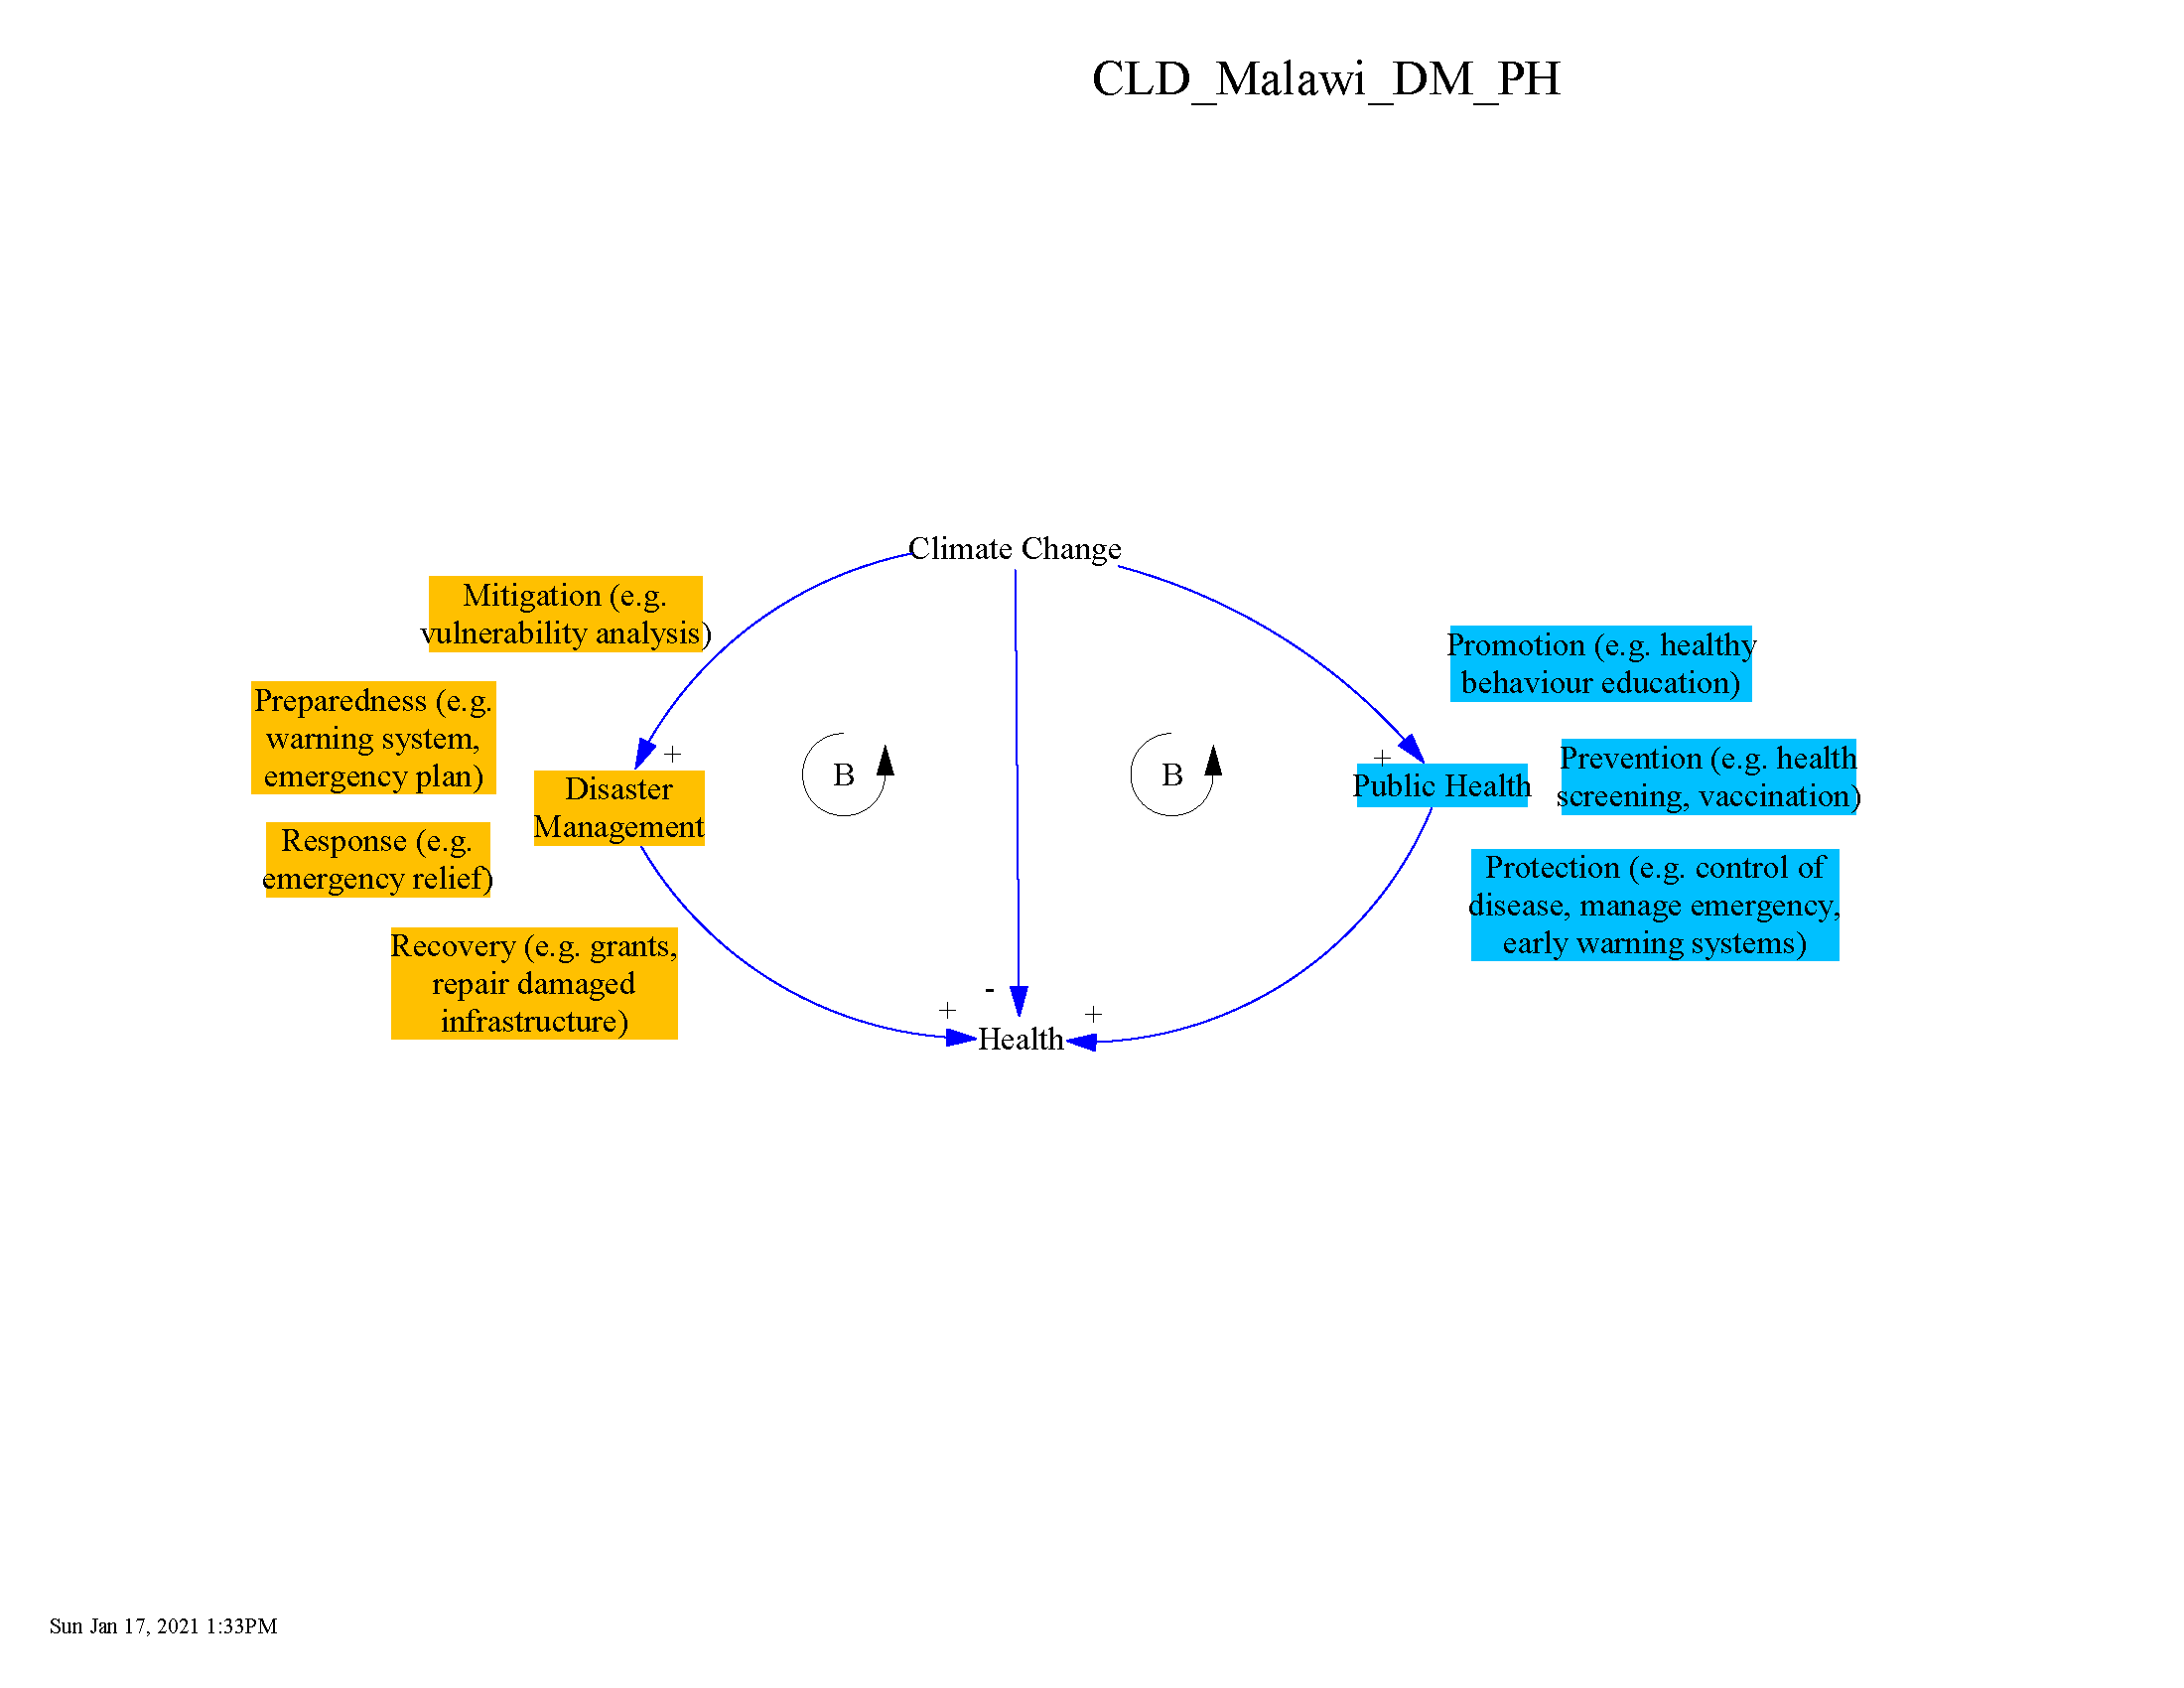 CLD_Malawi_DM_PH
Climate Change
Mitigation (e.g.
vulnerability analysis)
Preparedness (e.g.
warning system,
emergency plan)
Response (e.g.
emergency relief)
Recovery (e.g. grants,
repair damaged
infrastructure)
+
Disaster
Management
B
B
+
Public Health
Promotion (e.g. healthy
behaviour education)
Prevention (e.g. health
screening, vaccination)
Protection (e.g. control of
disease, manage emergency,
early warning systems)
+
-
+
Health
Sun Jan 17, 2021 1:33PM